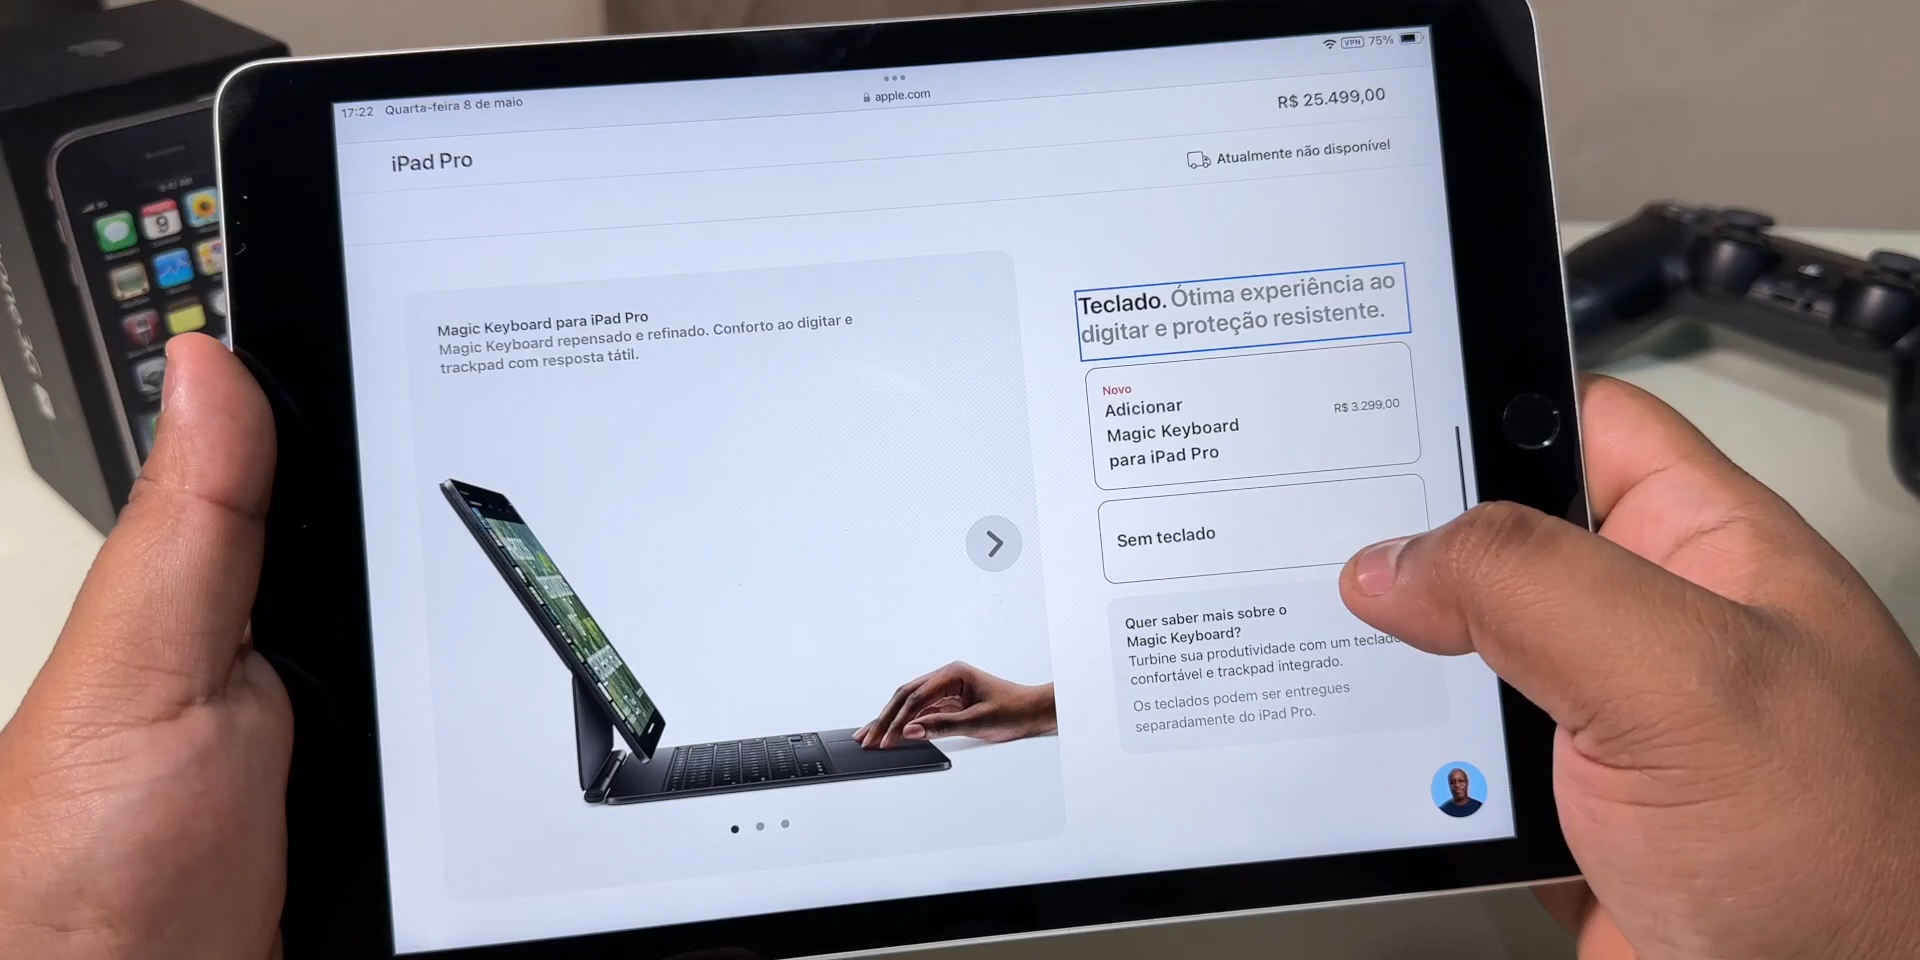 17:22 Quarta-feira 8 de maio
apple.com
VPN 75%
R$ 25.499,00
iPad Pro
Atualmente não disponível
Magic Keyboard para iPad Pro
Magic Keyboard repensado e refinado. Conforto ao digitar e
trackpad com resposta tátil.
Teclado. Ótima experiência ao
digitar e proteção resistente.
Novo
Adicionar
Magic Keyboard
para iPad Pro
R$ 3.299,00
Sem teclado
Quer saber mais sobre o
Magic Keyboard?
Turbine sua produtividade com um teclado
confortável e trackpad integrado.
Os teclados podem ser entregues
separadamente do iPad Pro.
9